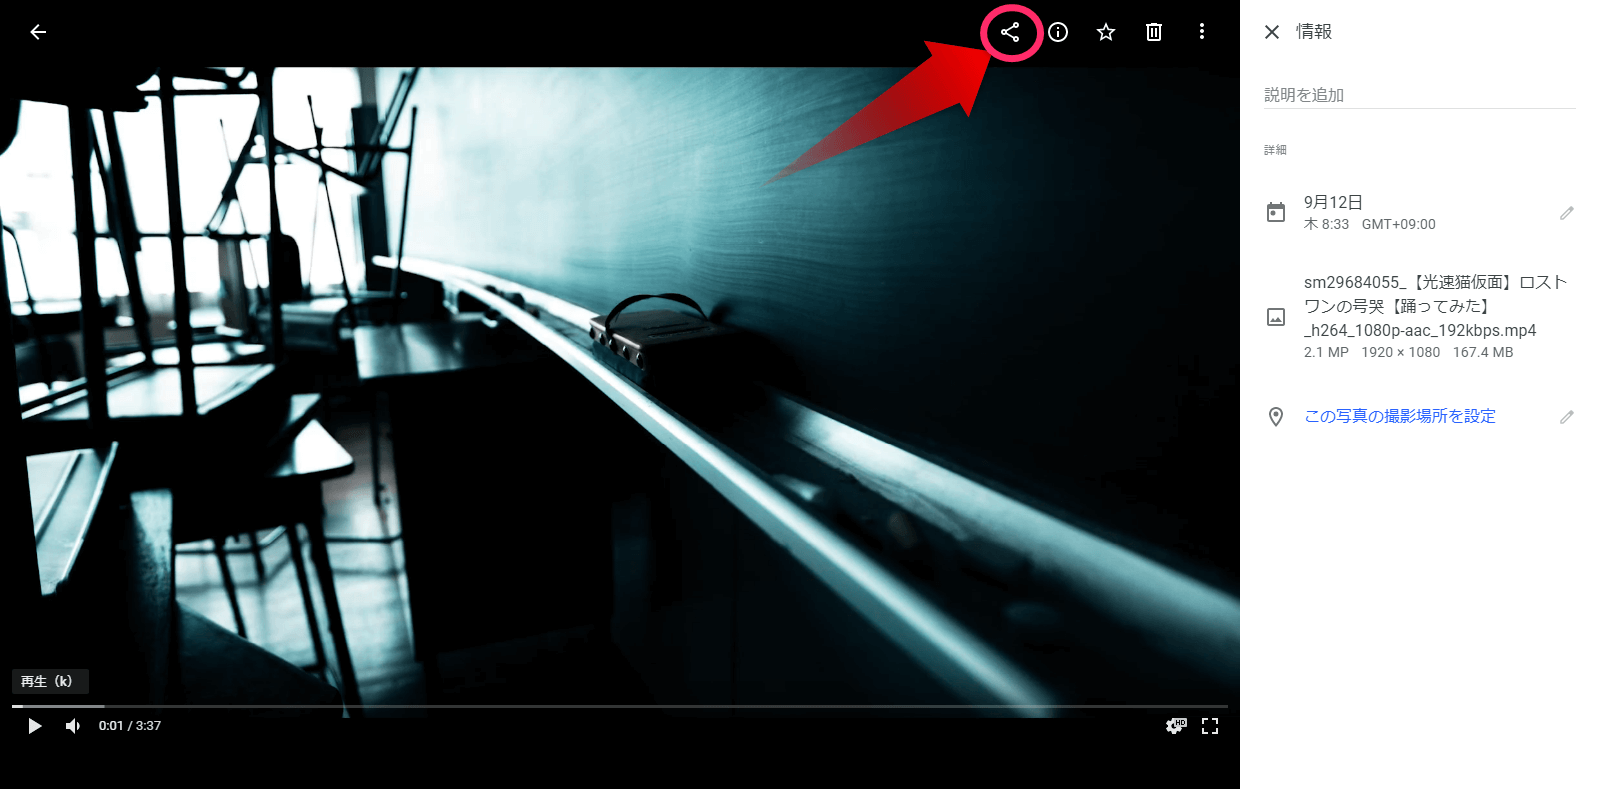 情報
説明を追加
詳細
9月12日
木 8:33 GMT+09:00
sm29684055_【光速猫仮面】ロスト
ワンの号哭【踊ってみた】
_h264_1080p-aac_192kbps.mp4
2.1 MP 1920 × 1080 167.4 MB
この写真の撮影場所を設定
再生（k）
0:01 / 3:37
HD